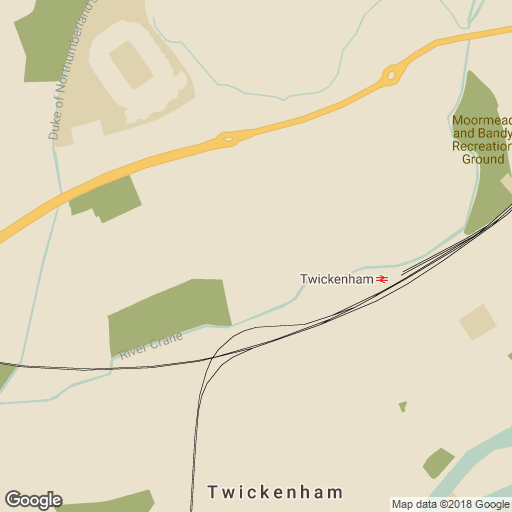 Duke of Northumberland's
Moormead
and Bandy
Recreation
Ground
Twickenham
River Crane
Twickenham
Google
Map data ©2018 Google